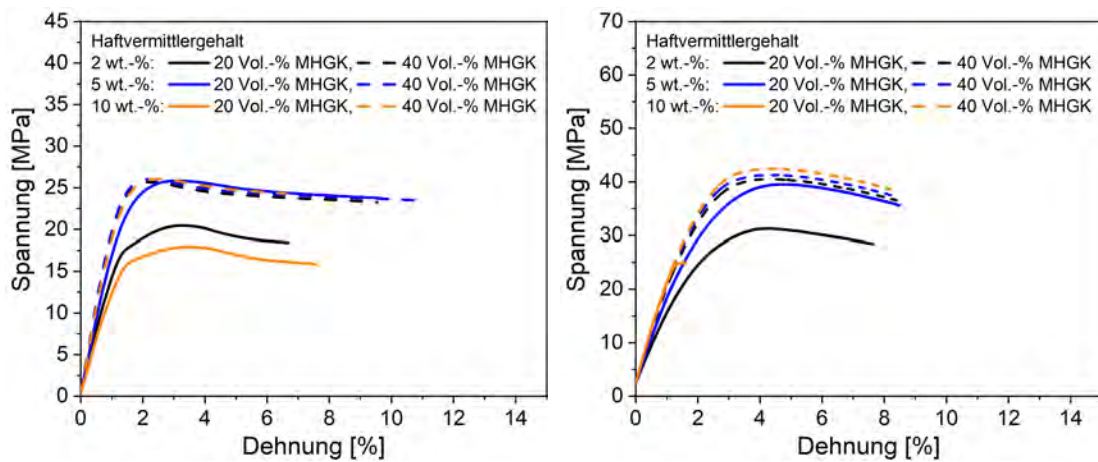 45
40
35
30
25
20
15
10
5
0
Spannung [MPa]
Haftvermittlergehalt
2 wt.-%: 20 Vol.-% MHGK, 40 Vol.-% MHGK
5 wt.-%: 20 Vol.-% MHGK, 40 Vol.-% MHGK
10 wt.-%: 20 Vol.-% MHGK, 40 Vol.-% MHGK
0 2 4 6 8 10 12 14
Dehnung [%]
70
60
50
40
30
20
10
0
Spannung [MPa]
Haftvermittlergehalt
2 wt.-%: 20 Vol.-% MHGK, 40 Vol.-% MHGK
5 wt.-%: 20 Vol.-% MHGK, 40 Vol.-% MHGK
10 wt.-%: 20 Vol.-% MHGK, 40 Vol.-% MHGK
0 2 4 6 8 10 12 14
Dehnung [%]